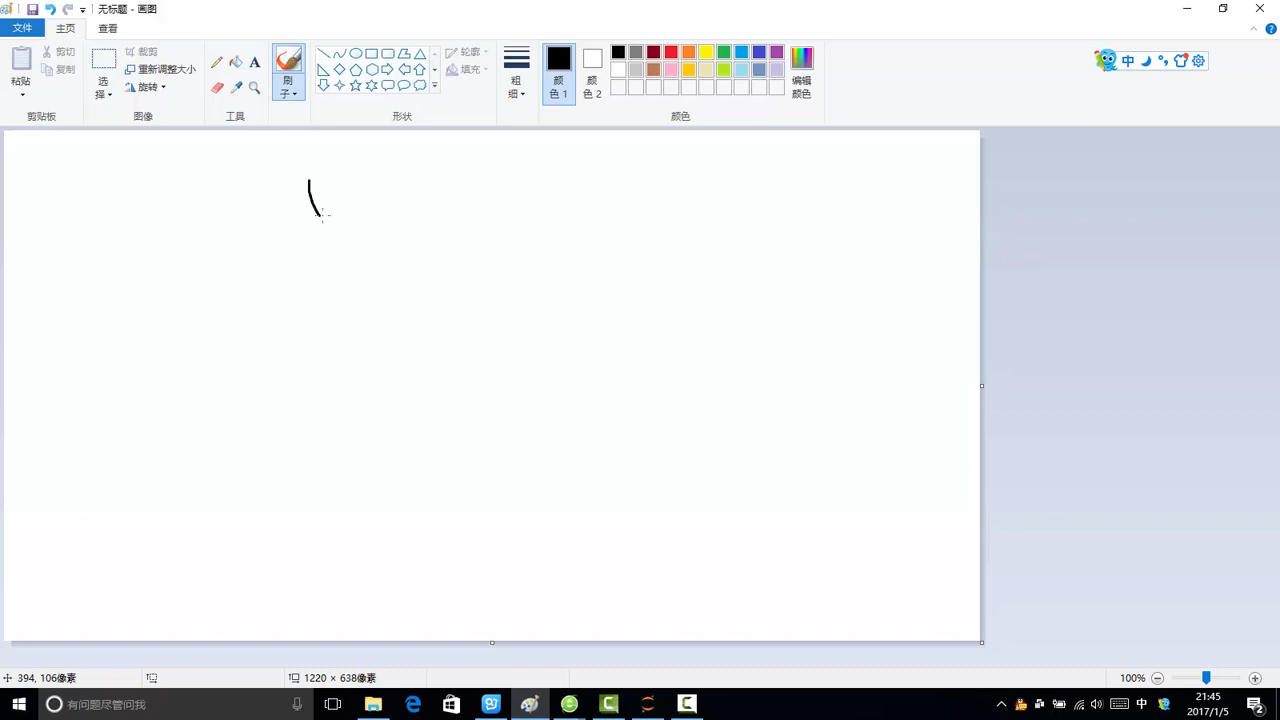 无标题 - 画图
文件 主页 查看
粘贴 剪切 复制 选择 裁剪 重新调整大小 旋转 A 刷子 轮廓 填充 粗细 颜色 1 颜色 2 编辑颜色 中
剪贴板 图像 工具 形状 颜色
394, 106像素 1220 × 638像素 100%
有问题尽管问我 中 21:45
2017/1/5 2